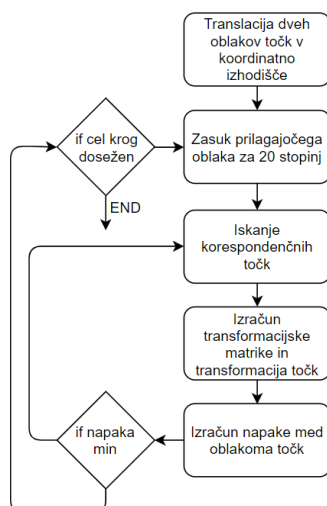 Translacija dveh
oblakov točk v
koordinatno
izhodišče
if cel krog
dosežen
Zasuk prilagajočega
oblaka za 20 stopinj
END
Iskanje
korespondenčnih
točk
Izračun
transformacijske
matrike in
transformacija točk
if napaka
min
Izračun napake med
oblakoma točk